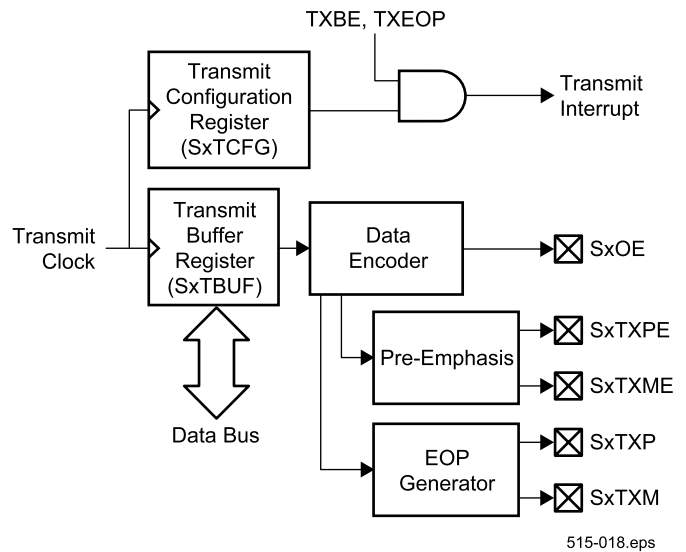 TXBE, TXEOP
Transmit
Configuration
Register
(SxTCFG)
Transmit
Interrupt
Transmit
Clock
Transmit
Buffer
Register
(SxTBUF)
Data
Encoder
SxOE
Pre-Emphasis
SxTXPE
SxTXME
Data Bus
EOP
Generator
SxTXP
SxTXM
515-018.eps